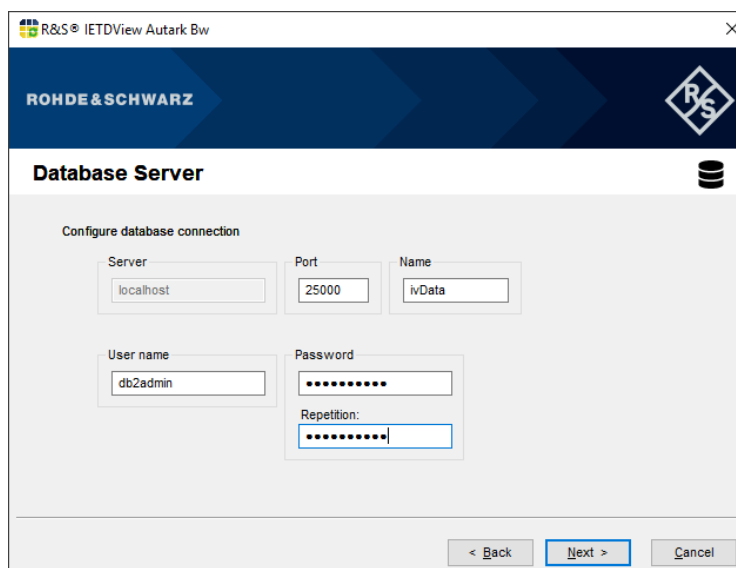 R&S® IETDView Autark Bw
ROHDE&SCHWARZ
R/S
Database Server
Configure database connection
Server
Port
Name
localhost
25000
ivData
User name
Password
db2admin
••••••••••
Repetition:
••••••••••
< Back
Next >
Cancel